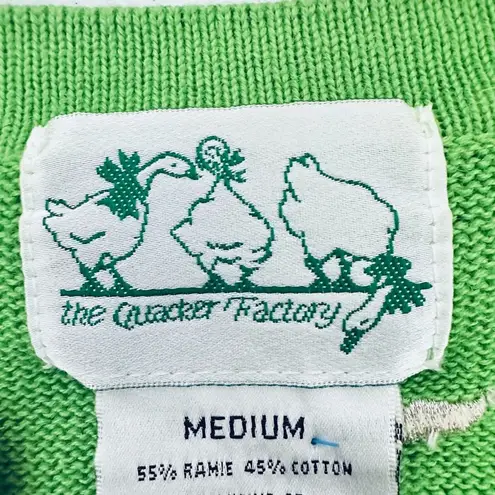 the Quacker Factory
MEDIUM
55% RAMIE 45% COTTON